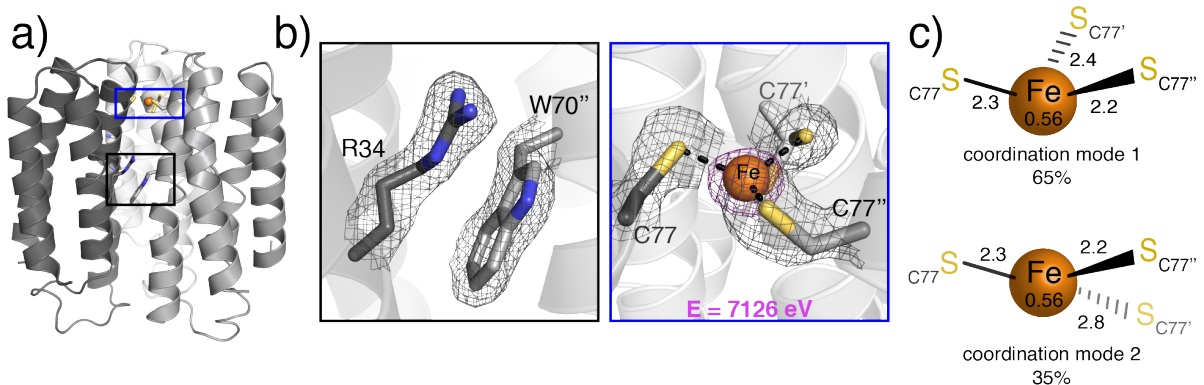 a)
b)
R34
W70"
C77
C77'
Fe
C77"
E = 7126 eV
c)
S C77'
2.4
C77 S
2.3
Fe
0.56
2.2
S C77"
coordination mode 1
65%
C77 S
2.3
Fe
0.56
2.2
S C77"
2.8
S C77'
coordination mode 2
35%